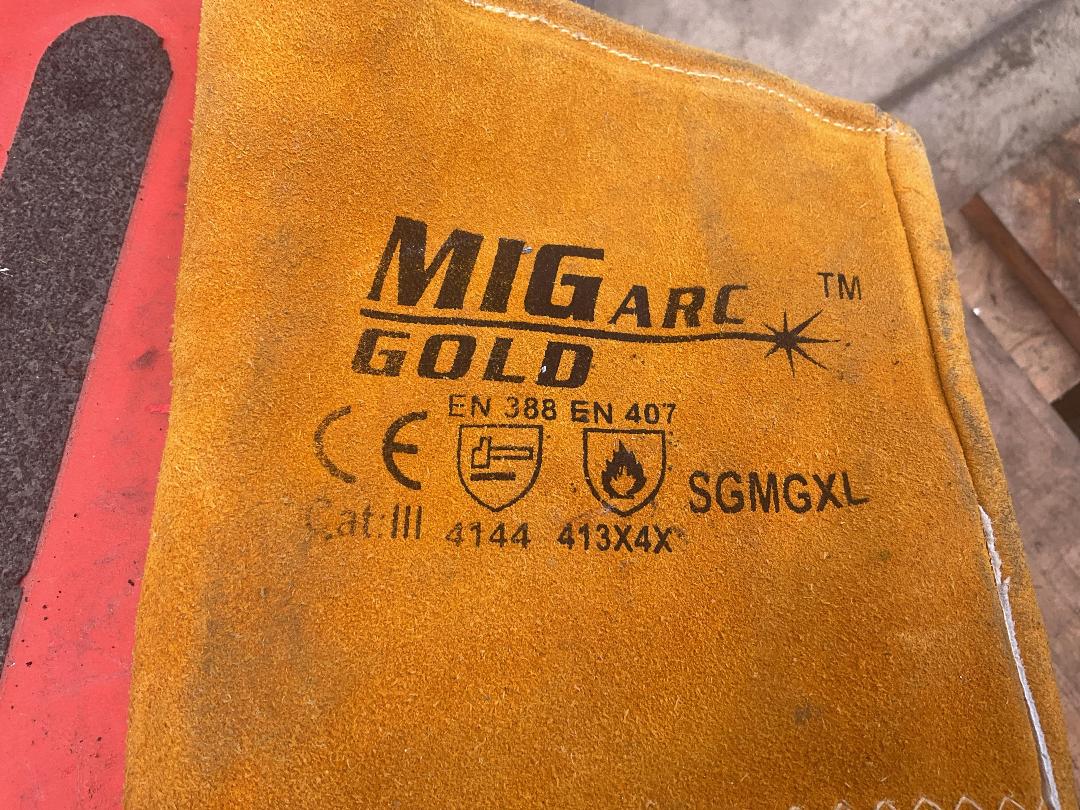 MIG ARC ™
GOLD
EN 388 EN 407
CE
SGMGXL
Cat:III 4144 413X4X